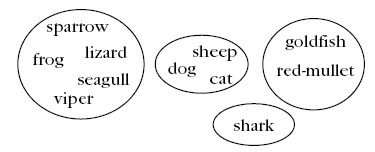 sparrow
frog lizard
seagull
viper
sheep
dog
cat
goldfish
red-mullet
shark